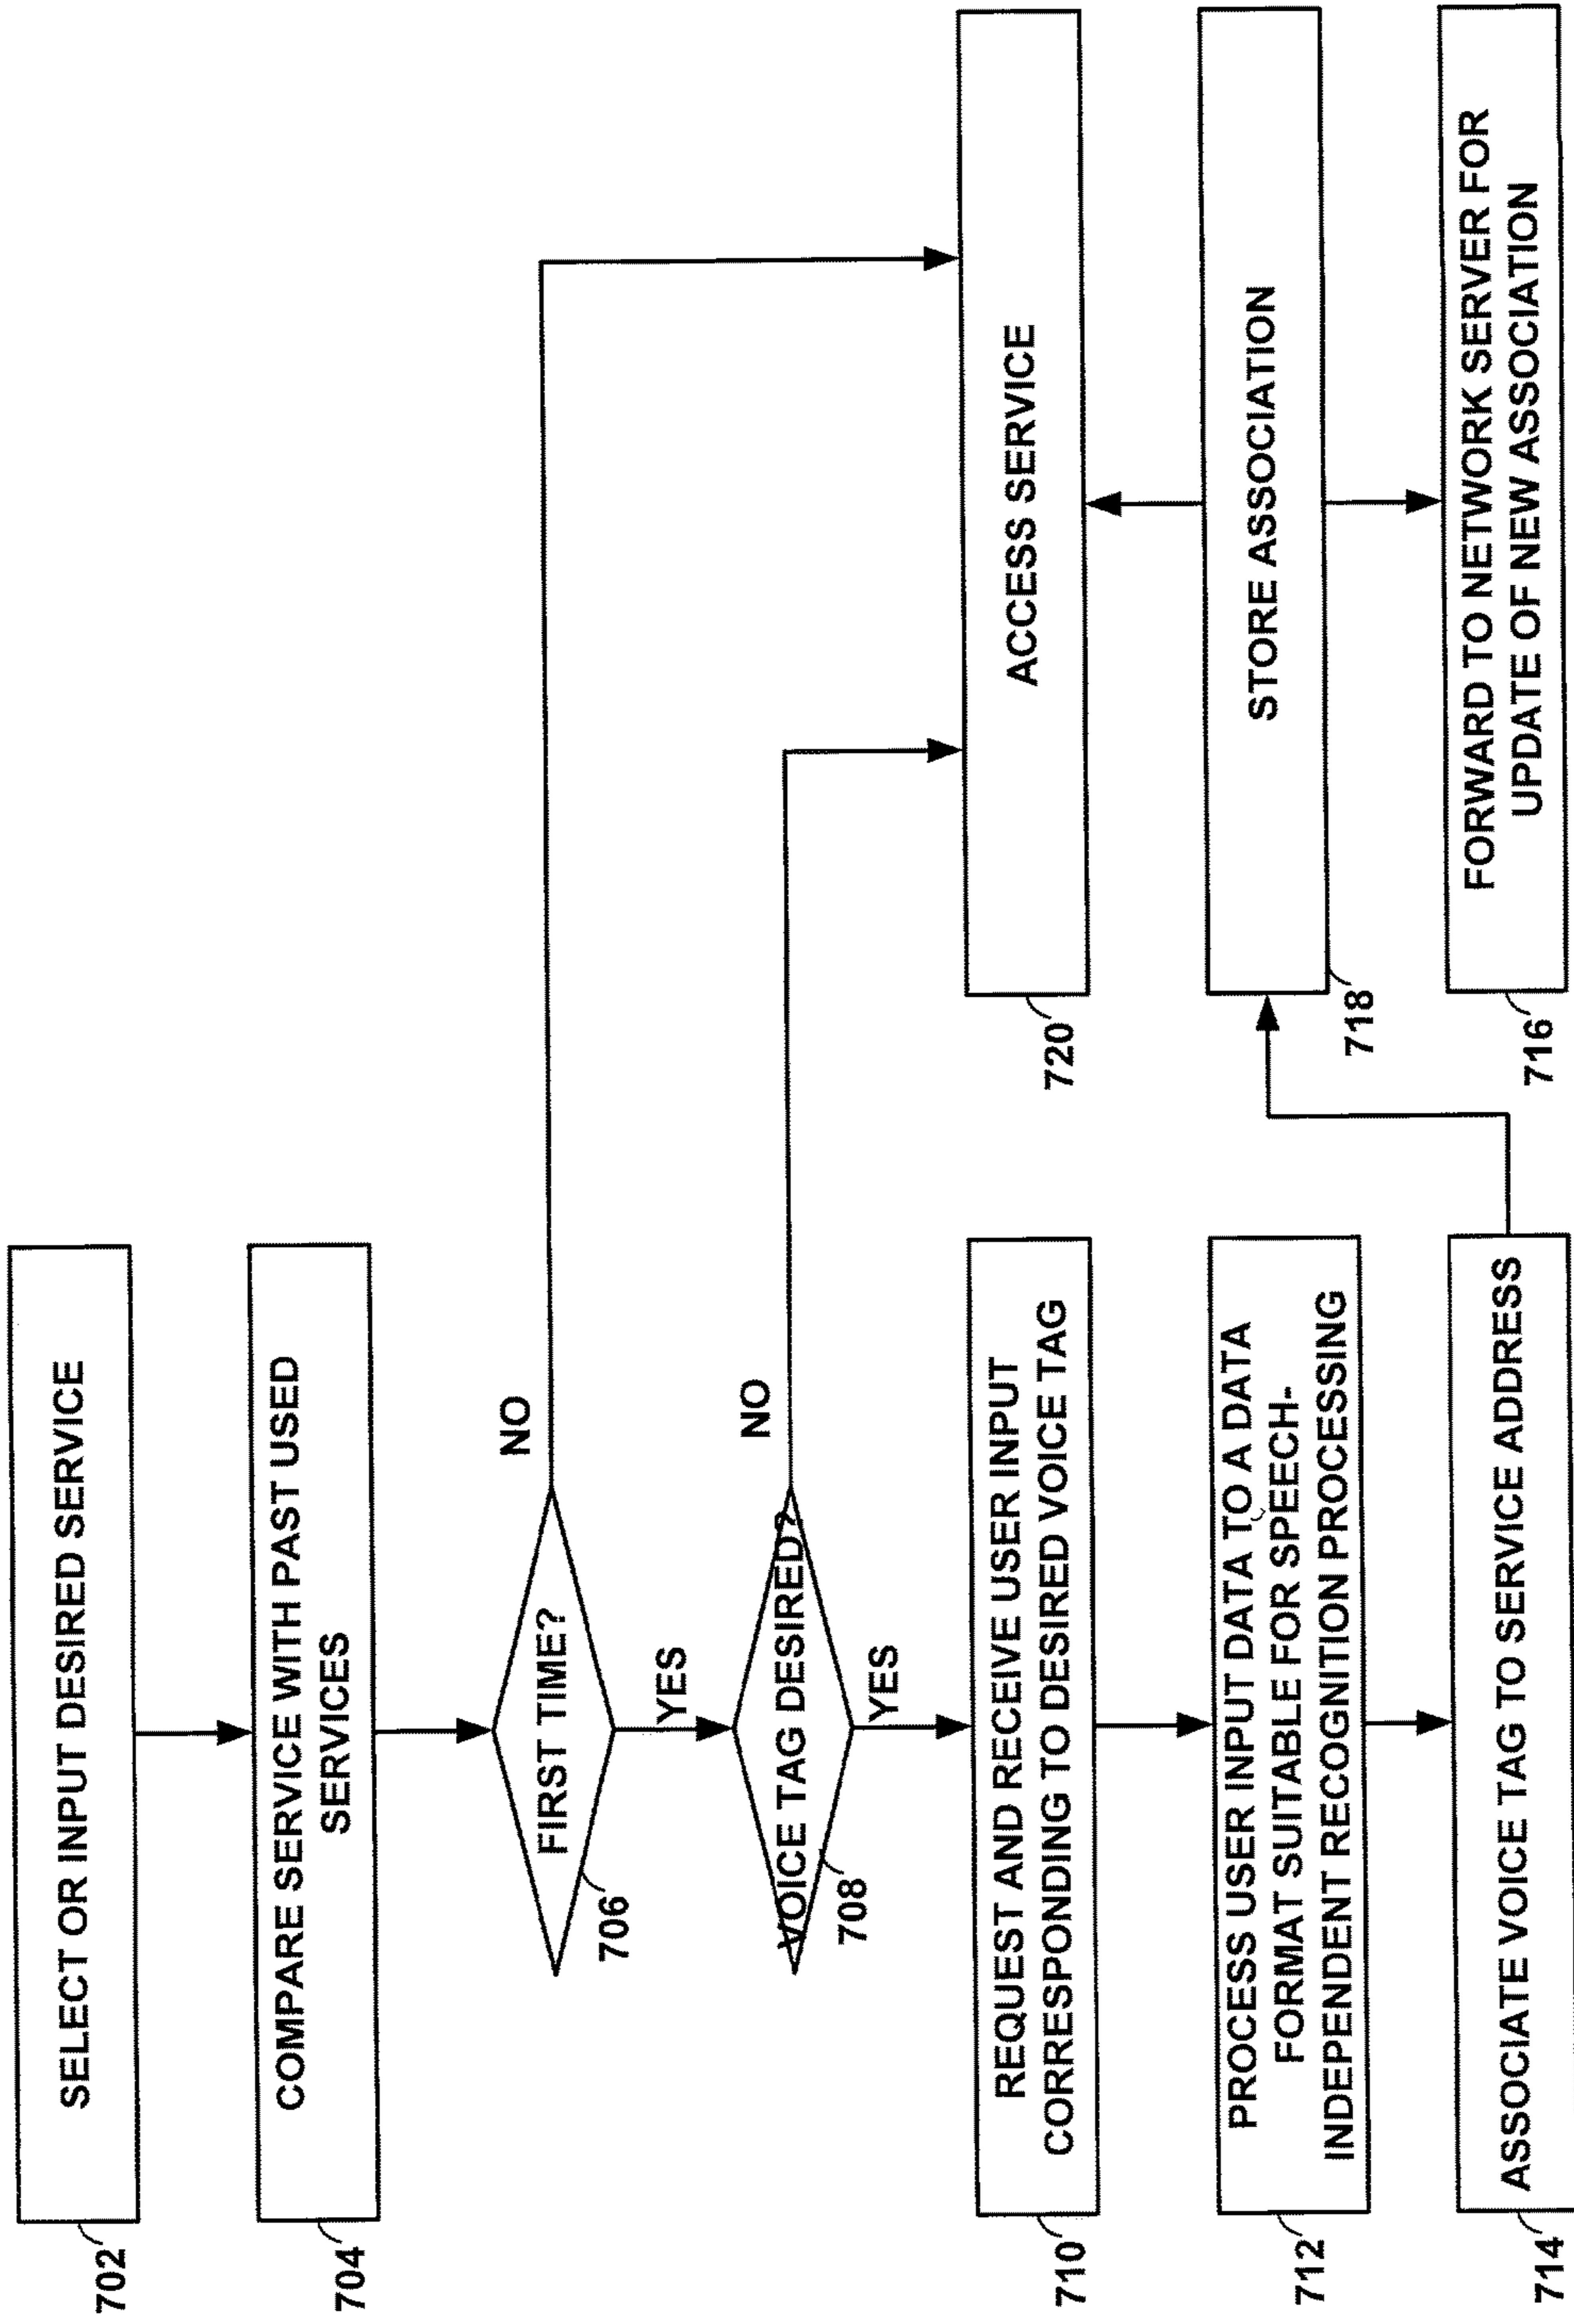 702
SELECT OR INPUT DESIRED SERVICE
704
COMPARE SERVICE WITH PAST USED
SERVICES
FIRST TIME?
706
NO
YES
VOICE TAG DESIRED?
708
NO
YES
710
REQUEST AND RECEIVE USER INPUT
CORRESPONDING TO DESIRED VOICE TAG
712
PROCESS USER INPUT DATA TO A DATA
FORMAT SUITABLE FOR SPEECH-
INDEPENDENT RECOGNITION PROCESSING
714
ASSOCIATE VOICE TAG TO SERVICE ADDRESS
720
ACCESS SERVICE
718
STORE ASSOCIATION
716
FORWARD TO NETWORK SERVER FOR
UPDATE OF NEW ASSOCIATION